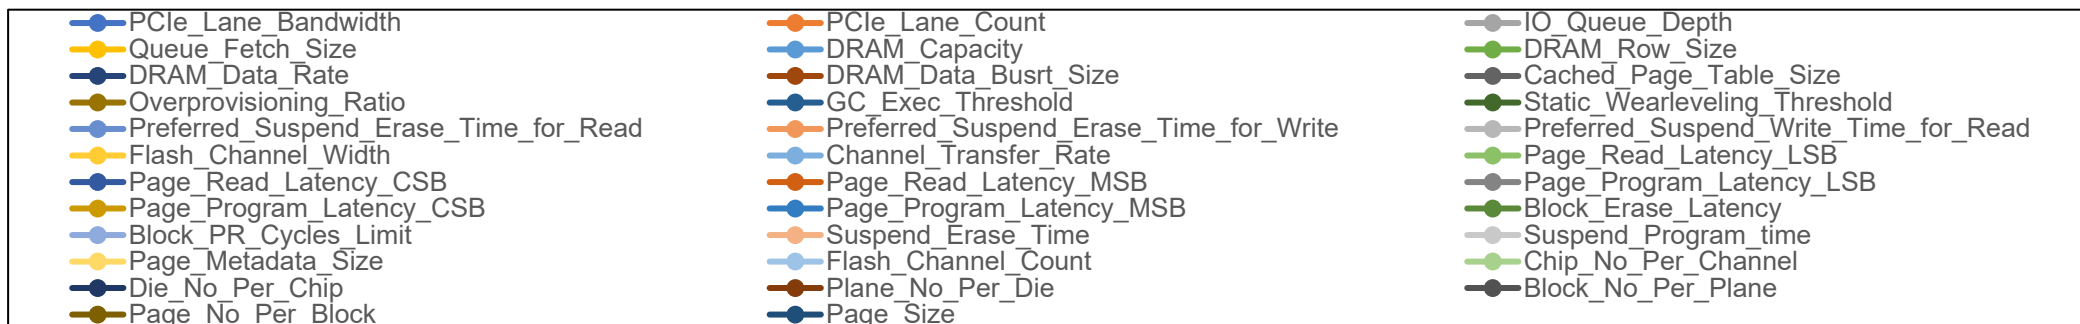 PCIe_Lane_Bandwidth PCIe_Lane_Count IO_Queue_Depth
Queue_Fetch_Size DRAM_Capacity DRAM_Row_Size
DRAM_Data_Rate DRAM_Data_Busrt_Size Cached_Page_Table_Size
Overprovisioning_Ratio GC_Exec_Threshold Static_Wearleveling_Threshold
Preferred_Suspend_Erase_Time_for_Read Preferred_Suspend_Erase_Time_for_Write Preferred_Suspend_Write_Time_for_Read
Flash_Channel_Width Channel_Transfer_Rate Page_Read_Latency_LSB
Page_Read_Latency_CSB Page_Read_Latency_MSB Page_Program_Latency_LSB
Page_Program_Latency_CSB Page_Program_Latency_MSB Block_Erase_Latency
Block_PR_Cycles_Limit Suspend_Erase_Time Suspend_Program_time
Page_Metadata_Size Flash_Channel_Count Chip_No_Per_Channel
Die_No_Per_Chip Plane_No_Per_Die Block_No_Per_Plane
Page_No_Per_Block Page_Size